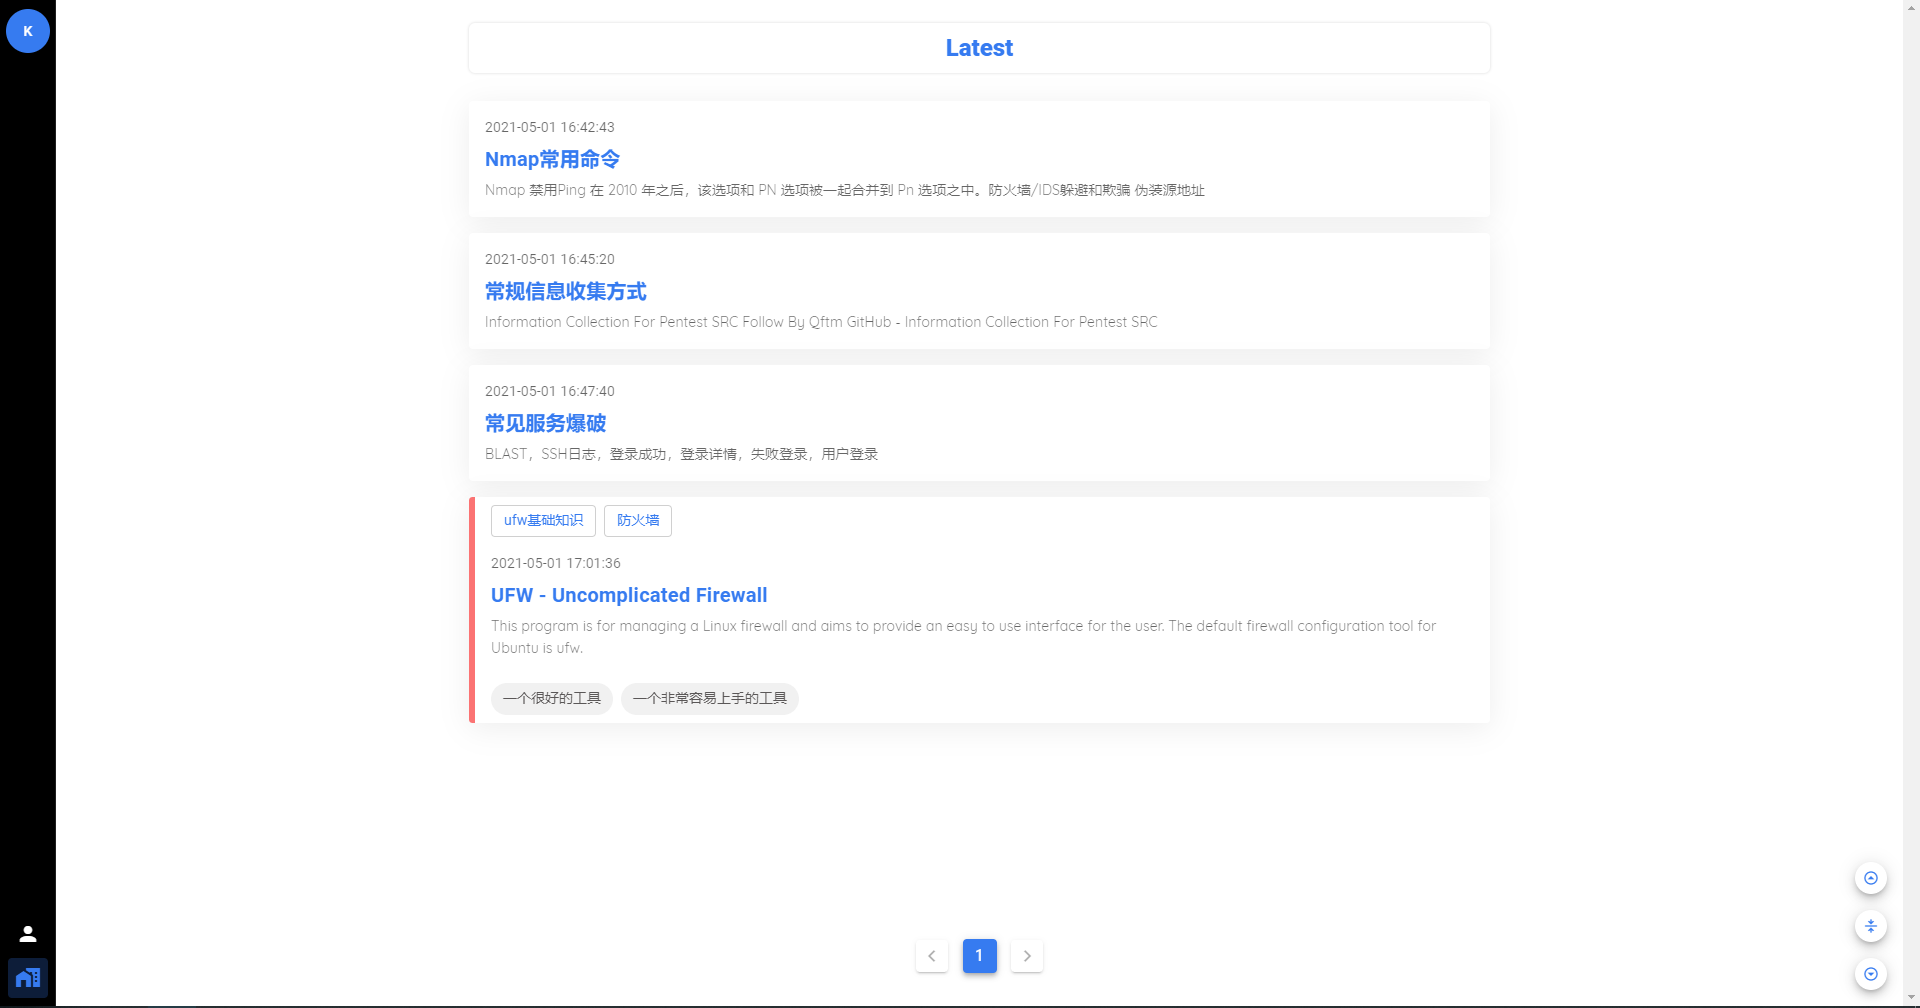 K
Latest
2021-05-01 16:42:43
Nmap常用命令
Nmap 禁用Ping 在 2010 年之后，该选项和 PN 选项被一起合并到 Pn 选项之中。防火墙/IDS躲避和欺骗 伪装源地址
2021-05-01 16:45:20
常规信息收集方式
Information Collection For Pentest SRC Follow By Qftm GitHub - Information Collection For Pentest SRC
2021-05-01 16:47:40
常见服务爆破
BLAST，SSH日志，登录成功，登录详情，失败登录，用户登录
ufw基础知识 防火墙
2021-05-01 17:01:36
UFW - Uncomplicated Firewall
This program is for managing a Linux firewall and aims to provide an easy to use interface for the user. The default firewall configuration tool for
Ubuntu is ufw.
一个很好的工具 一个非常容易上手的工具
1